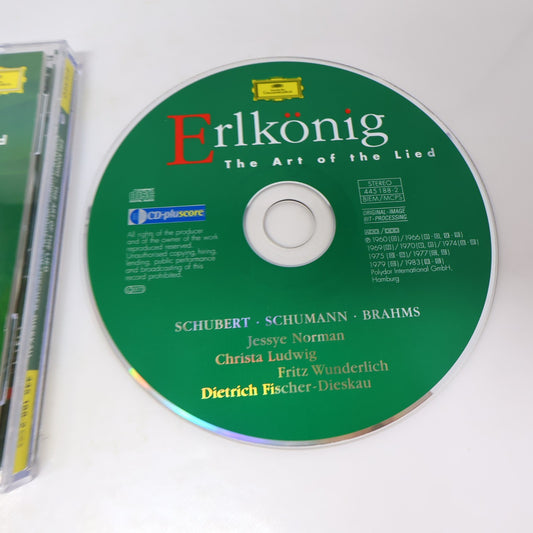 Erlkönig
The Art of the Lied
STEREO
445 188-2
BIEM/MCPS
CD-pluscore
ORIGINAL-IMAGE
BIT-PROCESSING
All rights of the producer
and of the owner of the work
reproduced reserved.
Unauthorised copying, hiring,
lending, public performance
and broadcasting of this
record prohibited.
Polydor International GmbH,
Hamburg
SCHUBERT · SCHUMANN · BRAHMS
Jessye Norman
Christa Ludwig
Fritz Wunderlich
Dietrich Fischer-Dieskau